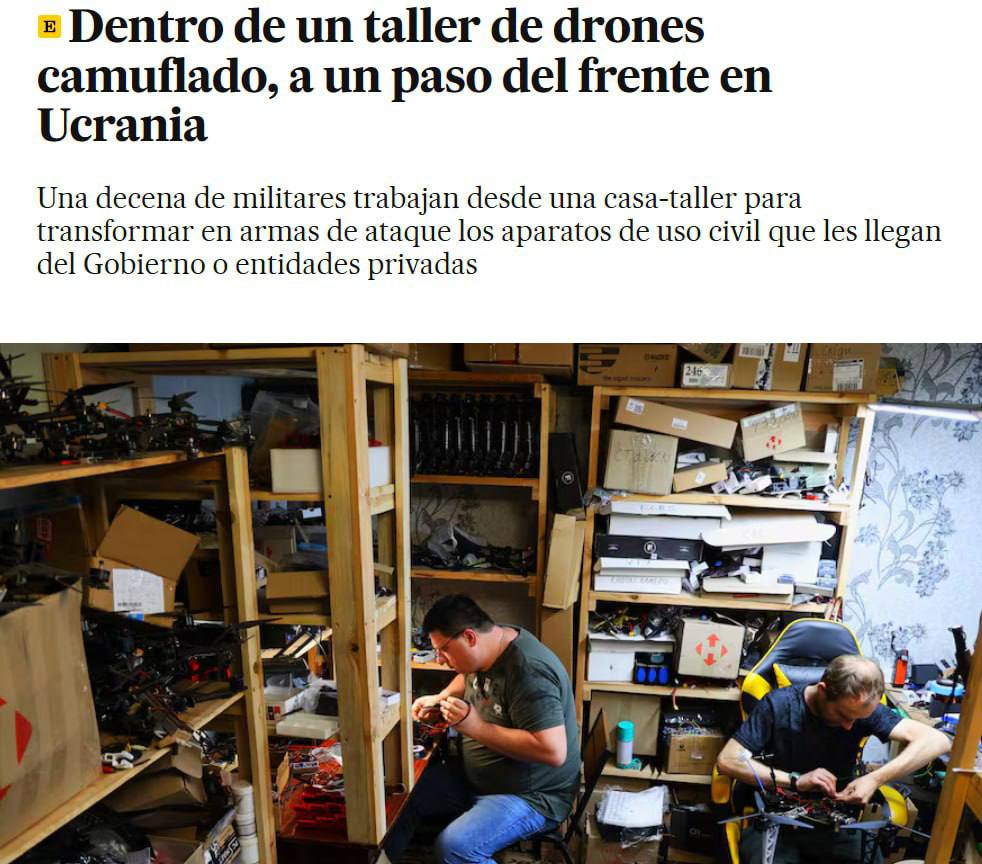 E Dentro de un taller de drones
camuflado, a un paso del frente en
Ucrania
Una decena de militares trabajan desde una casa-taller para
transformar en armas de ataque los aparatos de uso civil que les llegan
del Gobierno o entidades privadas
246